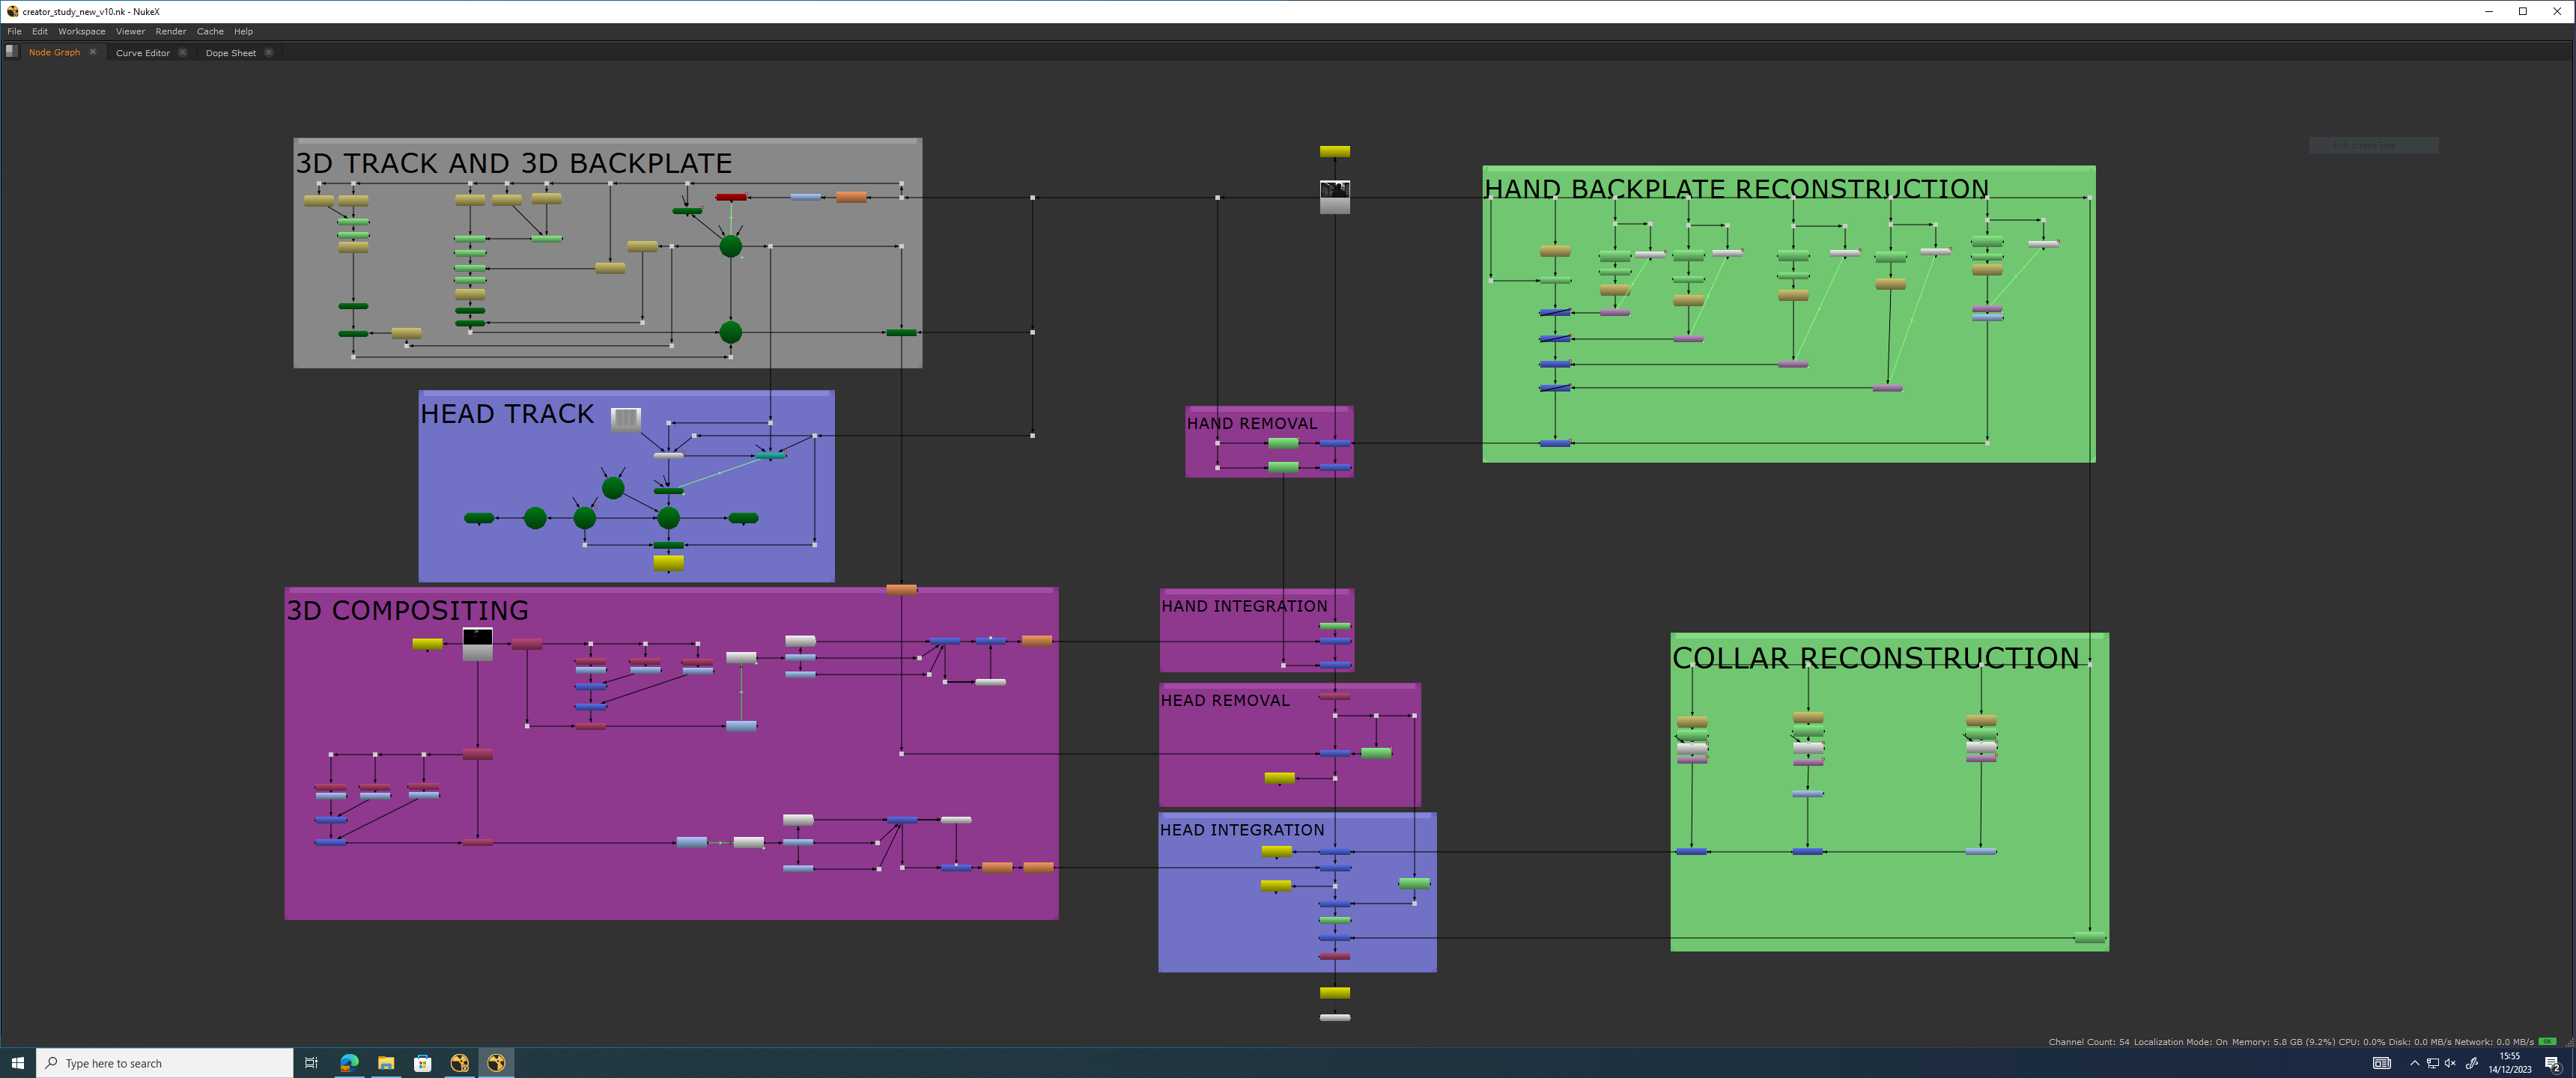 creator_study_new_v10.nk - NukeX
File Edit Workspace Viewer Render Cache Help
Node Graph Curve Editor Dope Sheet
3D TRACK AND 3D BACKPLATE
HAND BACKPLATE RECONSTRUCTION
HEAD TRACK
HAND REMOVAL
3D COMPOSITING
HAND INTEGRATION
COLLAR RECONSTRUCTION
HEAD REMOVAL
HEAD INTEGRATION
Channel Count: 54 Localization Mode: On Memory: 5.8 GB (9.2%) CPU: 0.0% Disk: 0.0 MB/s Network: 0.0 MB/s
Type here to search
15:55
14/12/2023
2